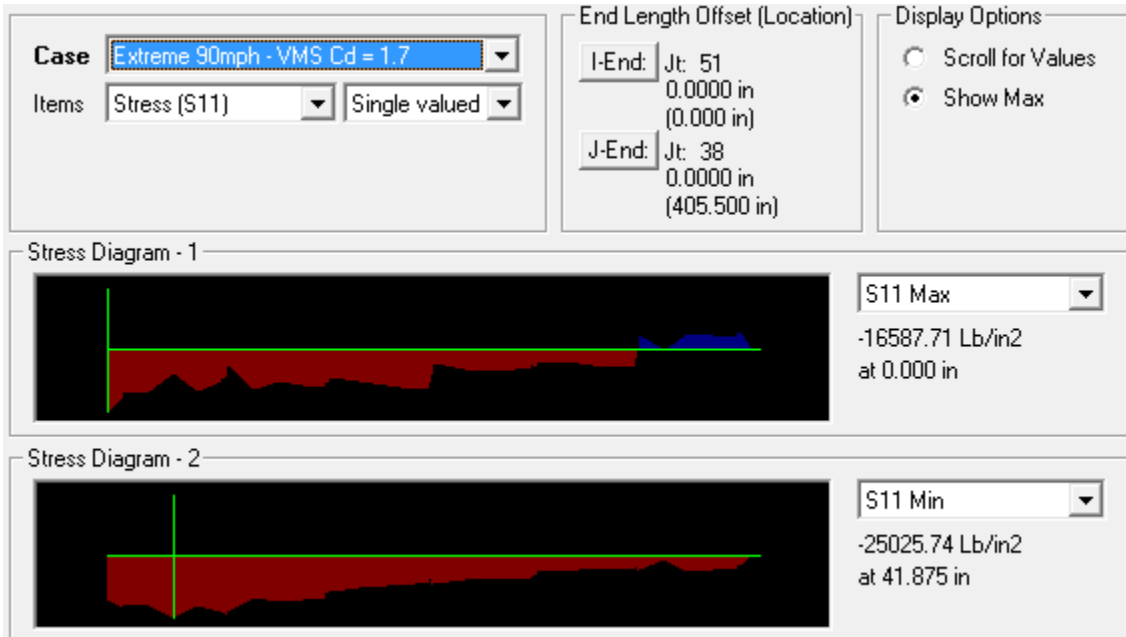 Case Extreme 90mph - VMS Cd = 1.7
Items Stress (S11) Single valued
End Length Offset (Location)
I-End: Jt: 51
0.0000 in
(0.000 in)
J-End: Jt: 38
0.0000 in
(405.500 in)
Display Options
Scroll for Values
Show Max
Stress Diagram - 1
S11 Max
-16587.71 Lb/in2
at 0.000 in
Stress Diagram - 2
S11 Min
-25025.74 Lb/in2
at 41.875 in